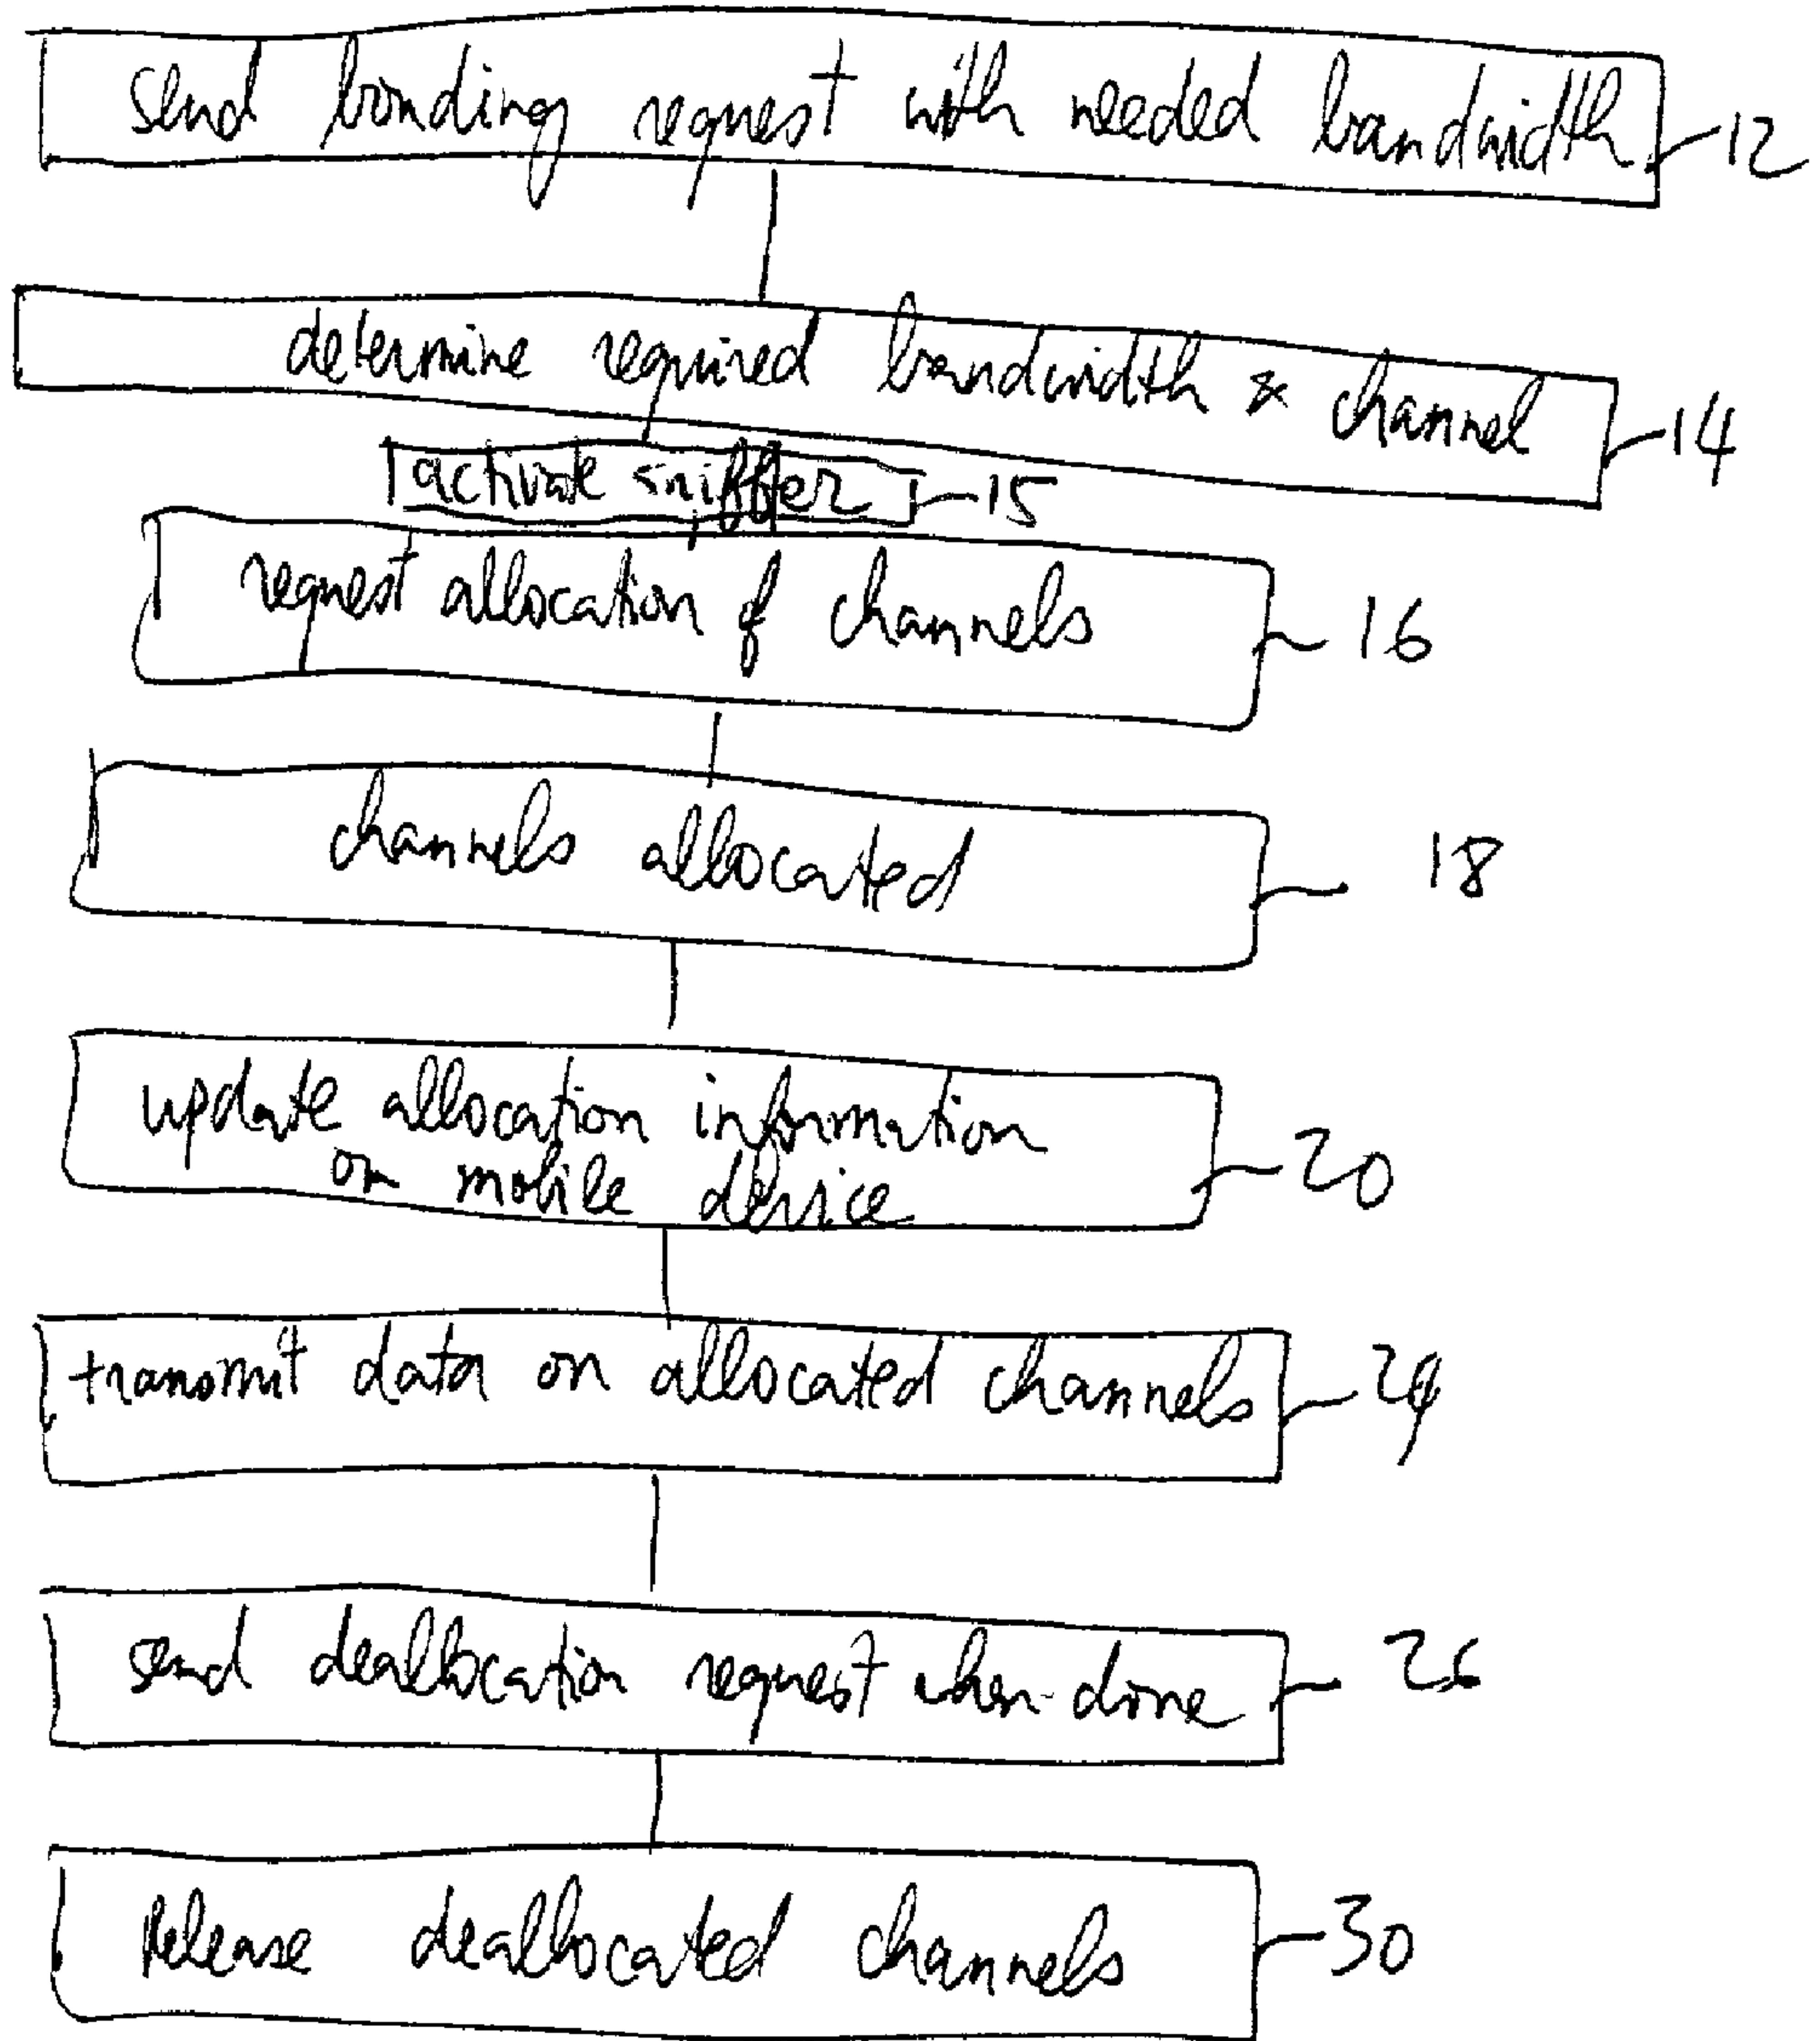 send bonding request with needed bandwidth 12
determine required bandwidth & channel 14
activate sniffer 15
request allocation of channels 16
channels allocated 18
update allocation information
on mobile device 20
transmit data on allocated channels 24
send deallocation request when done 26
Release deallocated channels 30